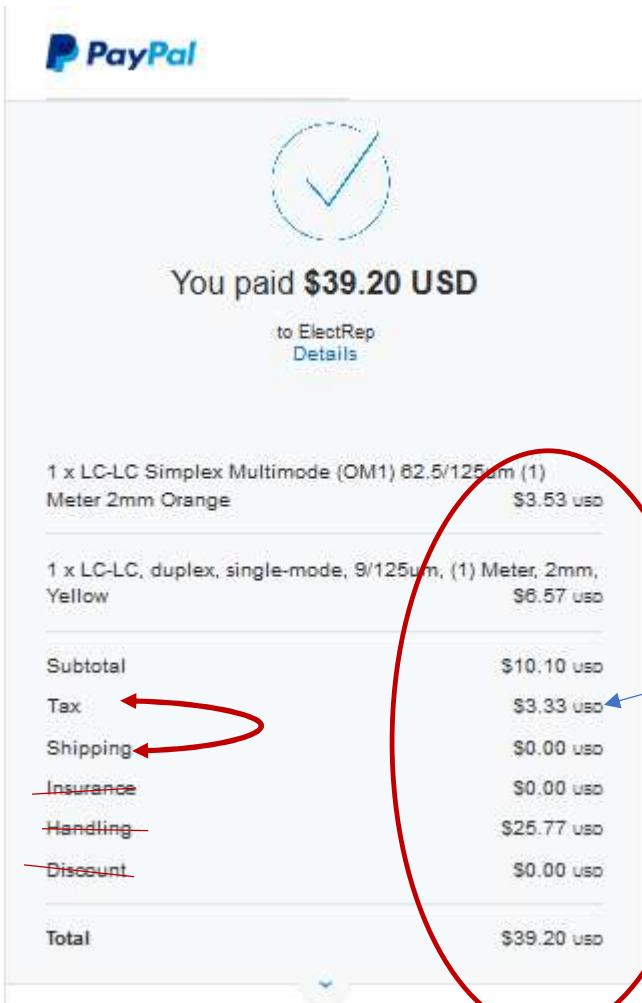 PayPal
You paid $39.20 USD
to ElectRep
Details
1 x LC-LC Simplex Multimode (OM1) 62.5/125um (1)
Meter 2mm Orange $3.53 USD
1 x LC-LC, duplex, single-mode, 9/125um, (1) Meter, 2mm,
Yellow $6.57 USD
Subtotal $10.10 USD
Tax $3.33 USD
Shipping $0.00 USD
Insurance $0.00 USD
Handling $25.77 USD
Discount $0.00 USD
Total $39.20 USD